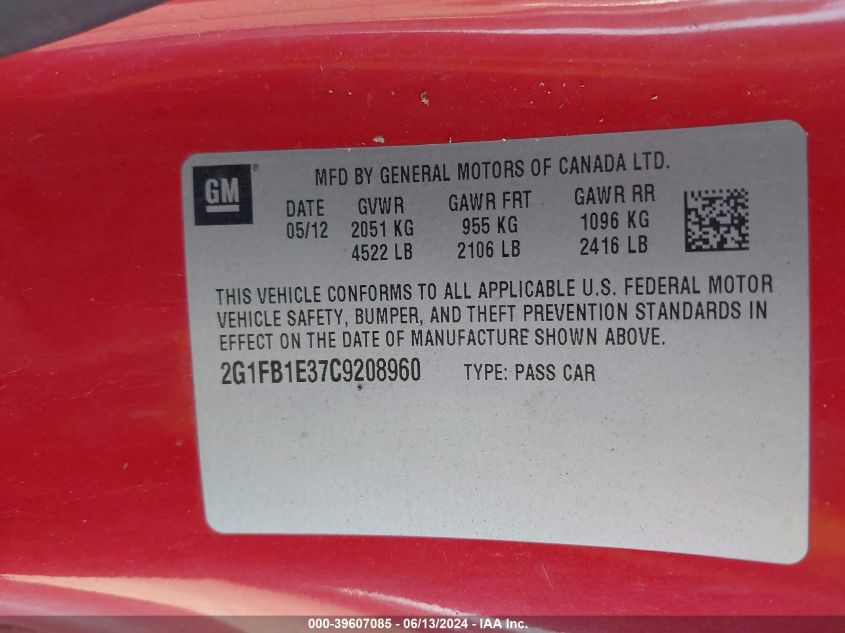 GM®
MFD BY GENERAL MOTORS OF CANADA LTD.
DATE GVWR GAWR FRT GAWR RR
05/12 2051 KG 955 KG 1096 KG
4522 LB 2106 LB 2416 LB
THIS VEHICLE CONFORMS TO ALL APPLICABLE U.S. FEDERAL MOTOR
VEHICLE SAFETY, BUMPER, AND THEFT PREVENTION STANDARDS IN
EFFECT ON THE DATE OF MANUFACTURE SHOWN ABOVE.
2G1FB1E37C9208960 TYPE: PASS CAR
000-39607085 - 06/13/2024 - IAA Inc.